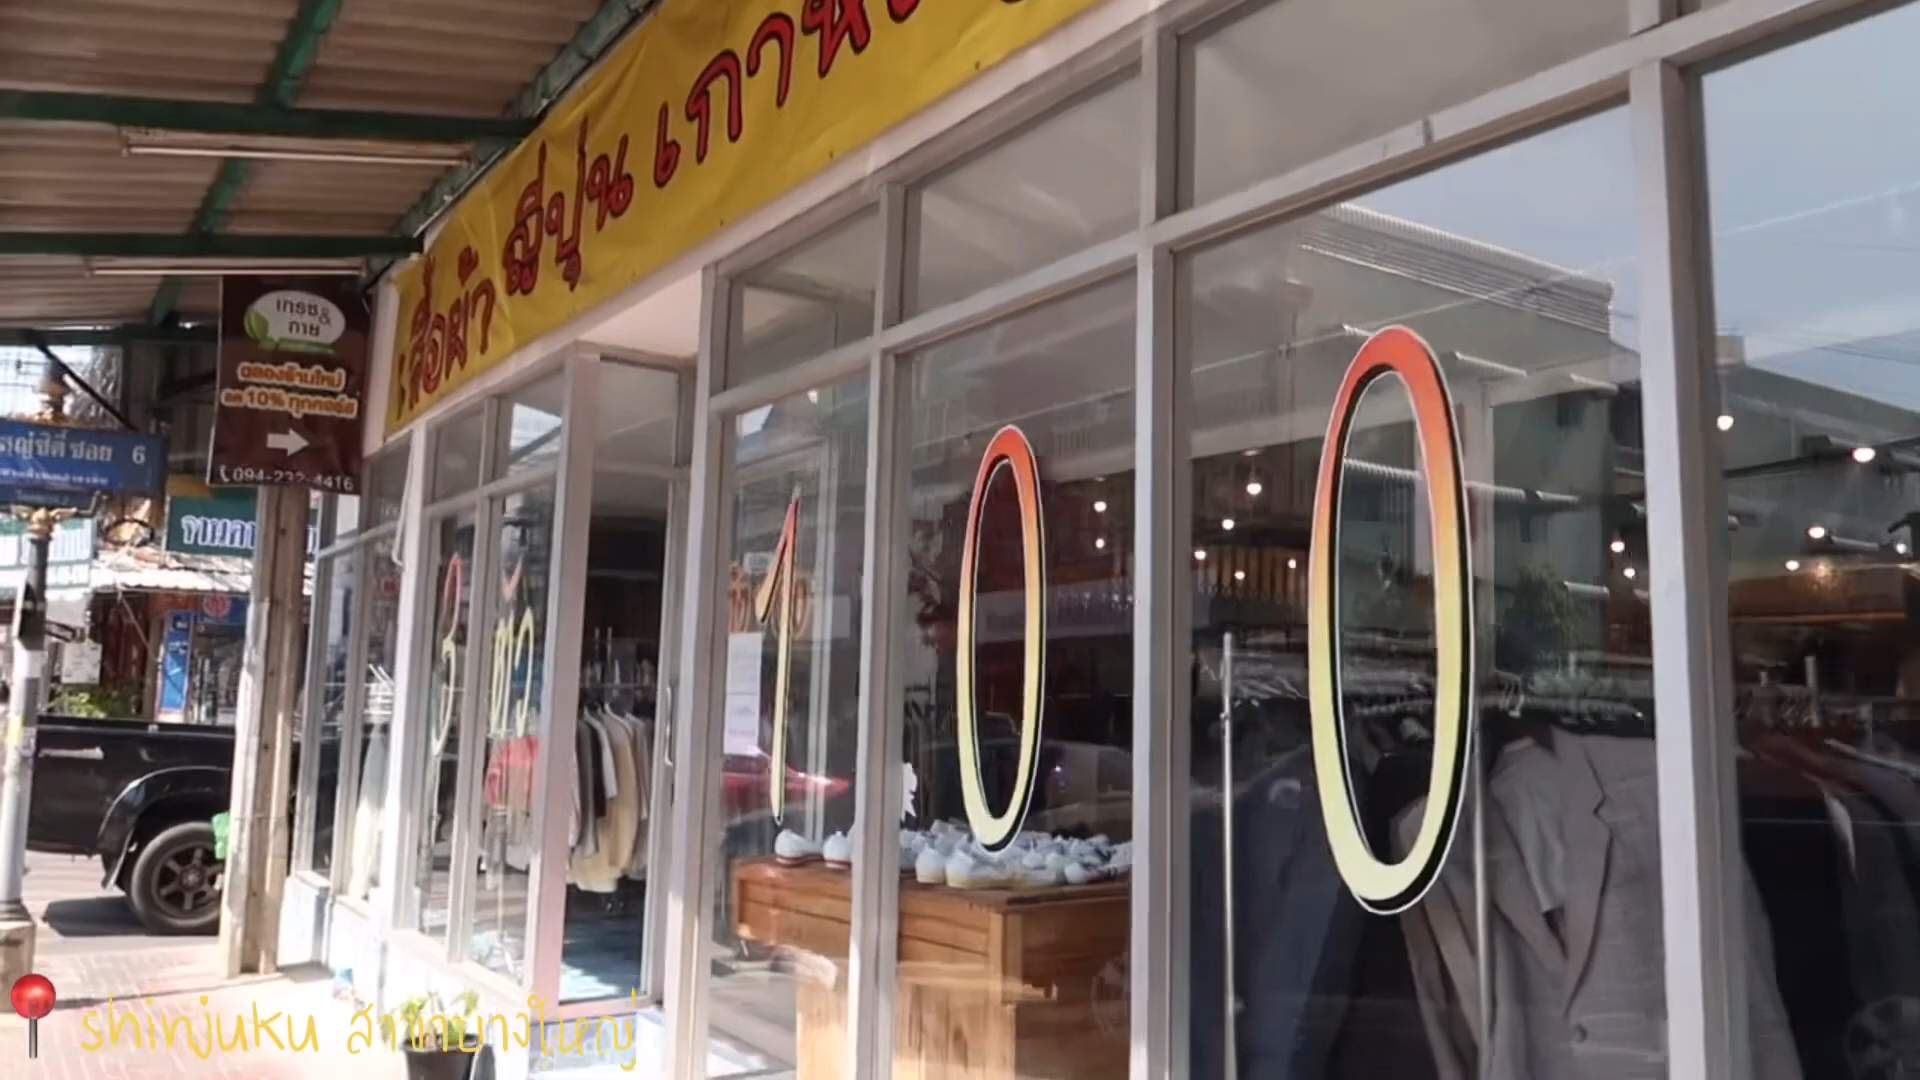 เสื้อผ้า ญี่ปุ่น เกาหลี
เกรซ&
กาย
ฉลองร้านใหม่
ลด 10% ทุกคอร์ส
094-232-4416
ซอย 6
3 ตัว 100
shinjuku สาขาบางใหญ่